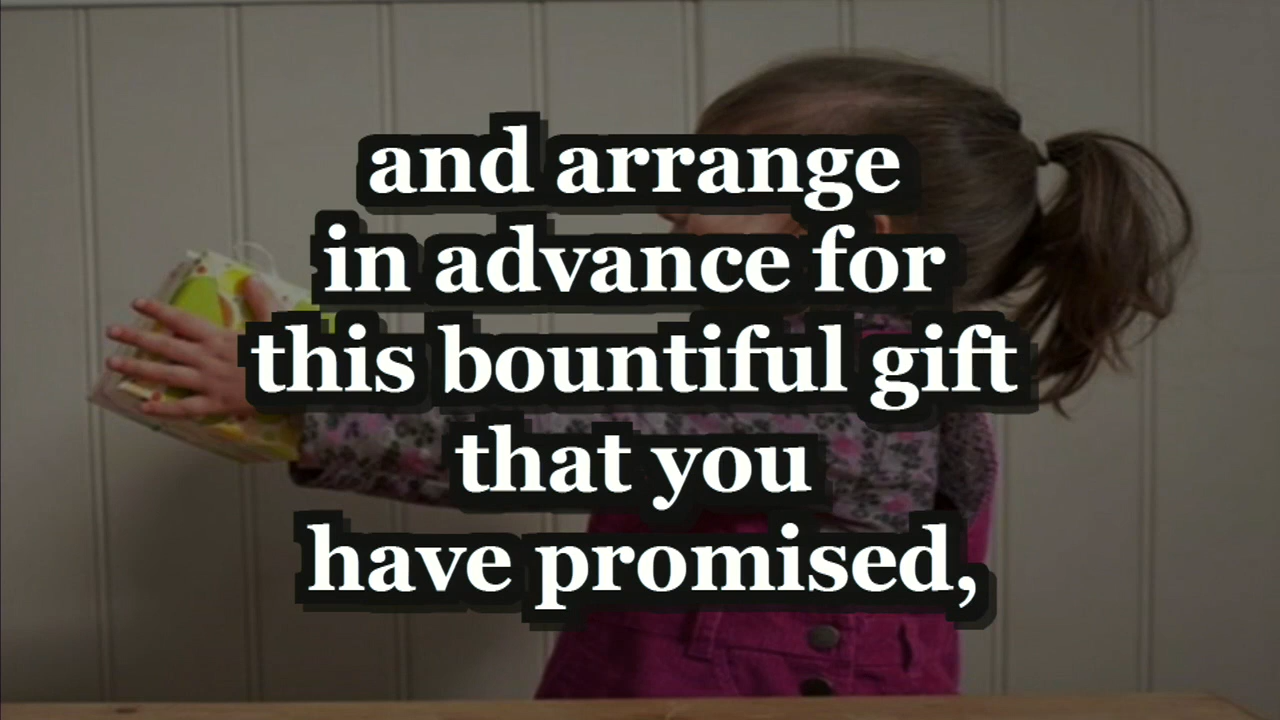 and arrange
in advance for
this bountiful gift
that you
have promised,